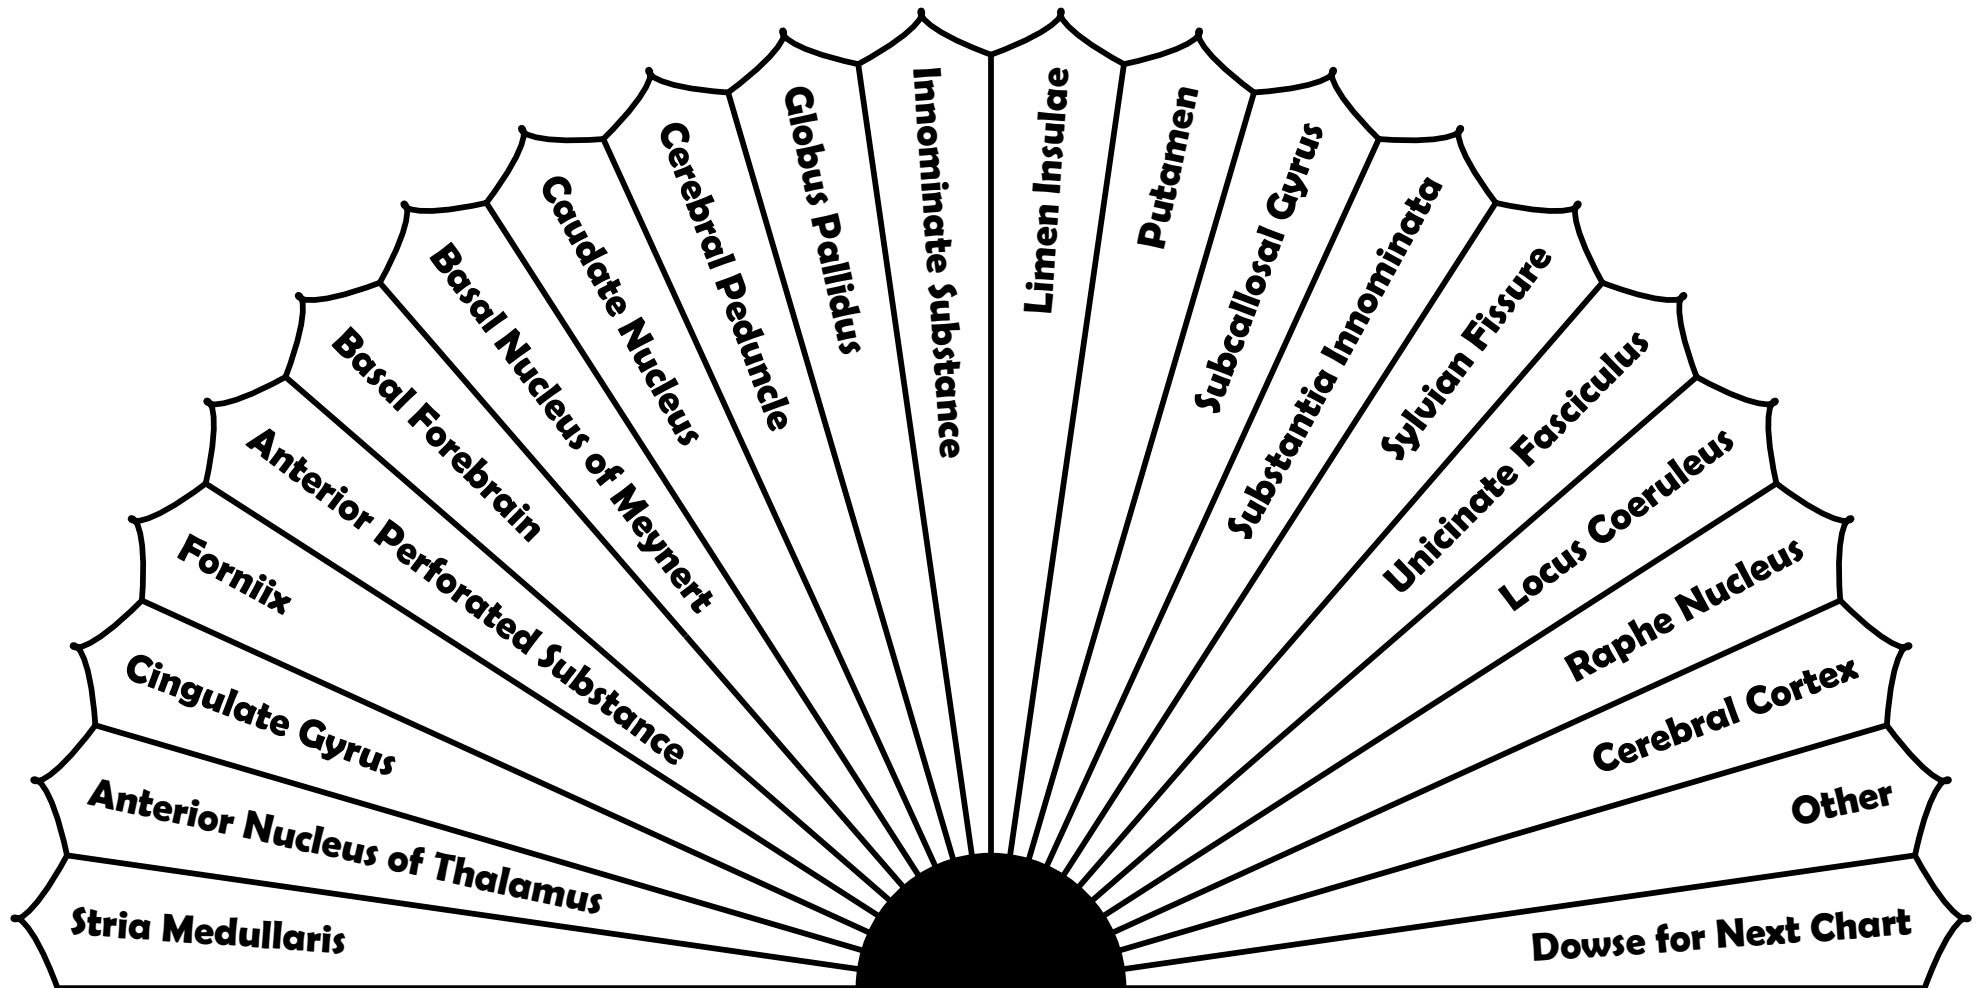 Stria Medullaris
Anterior Nucleus of Thalamus
Cingulate Gyrus
Forniix
Anterior Perforated Substance
Basal Forebrain
Basal Nucleus of Meynert
Caudate Nucleus
Cerebral Peduncle
Globus Pallidus
Innominate Substance
Limen Insulae
Putamen
Subcallosal Gyrus
Substantia Innominata
Sylvian Fissure
Unicinate Fasciculus
Locus Coeruleus
Raphe Nucleus
Cerebral Cortex
Other
Dowse for Next Chart